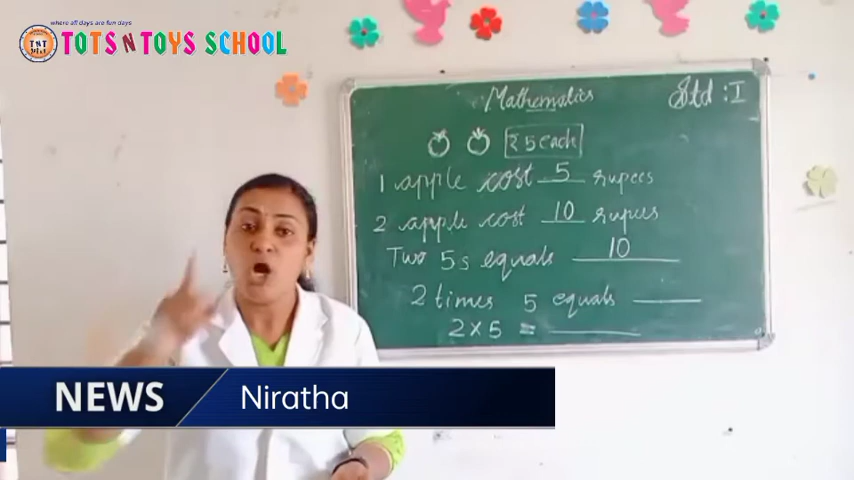 where all days are fun days
TOTS N TOYS SCHOOL
TNT
Mathematics
Std : I
₹ 5 each
1 apple cost 5 rupees
2 apple cost 10 rupees
Two 5s equals 10
2 times 5 equals
2 x 5 =
NEWS Niratha